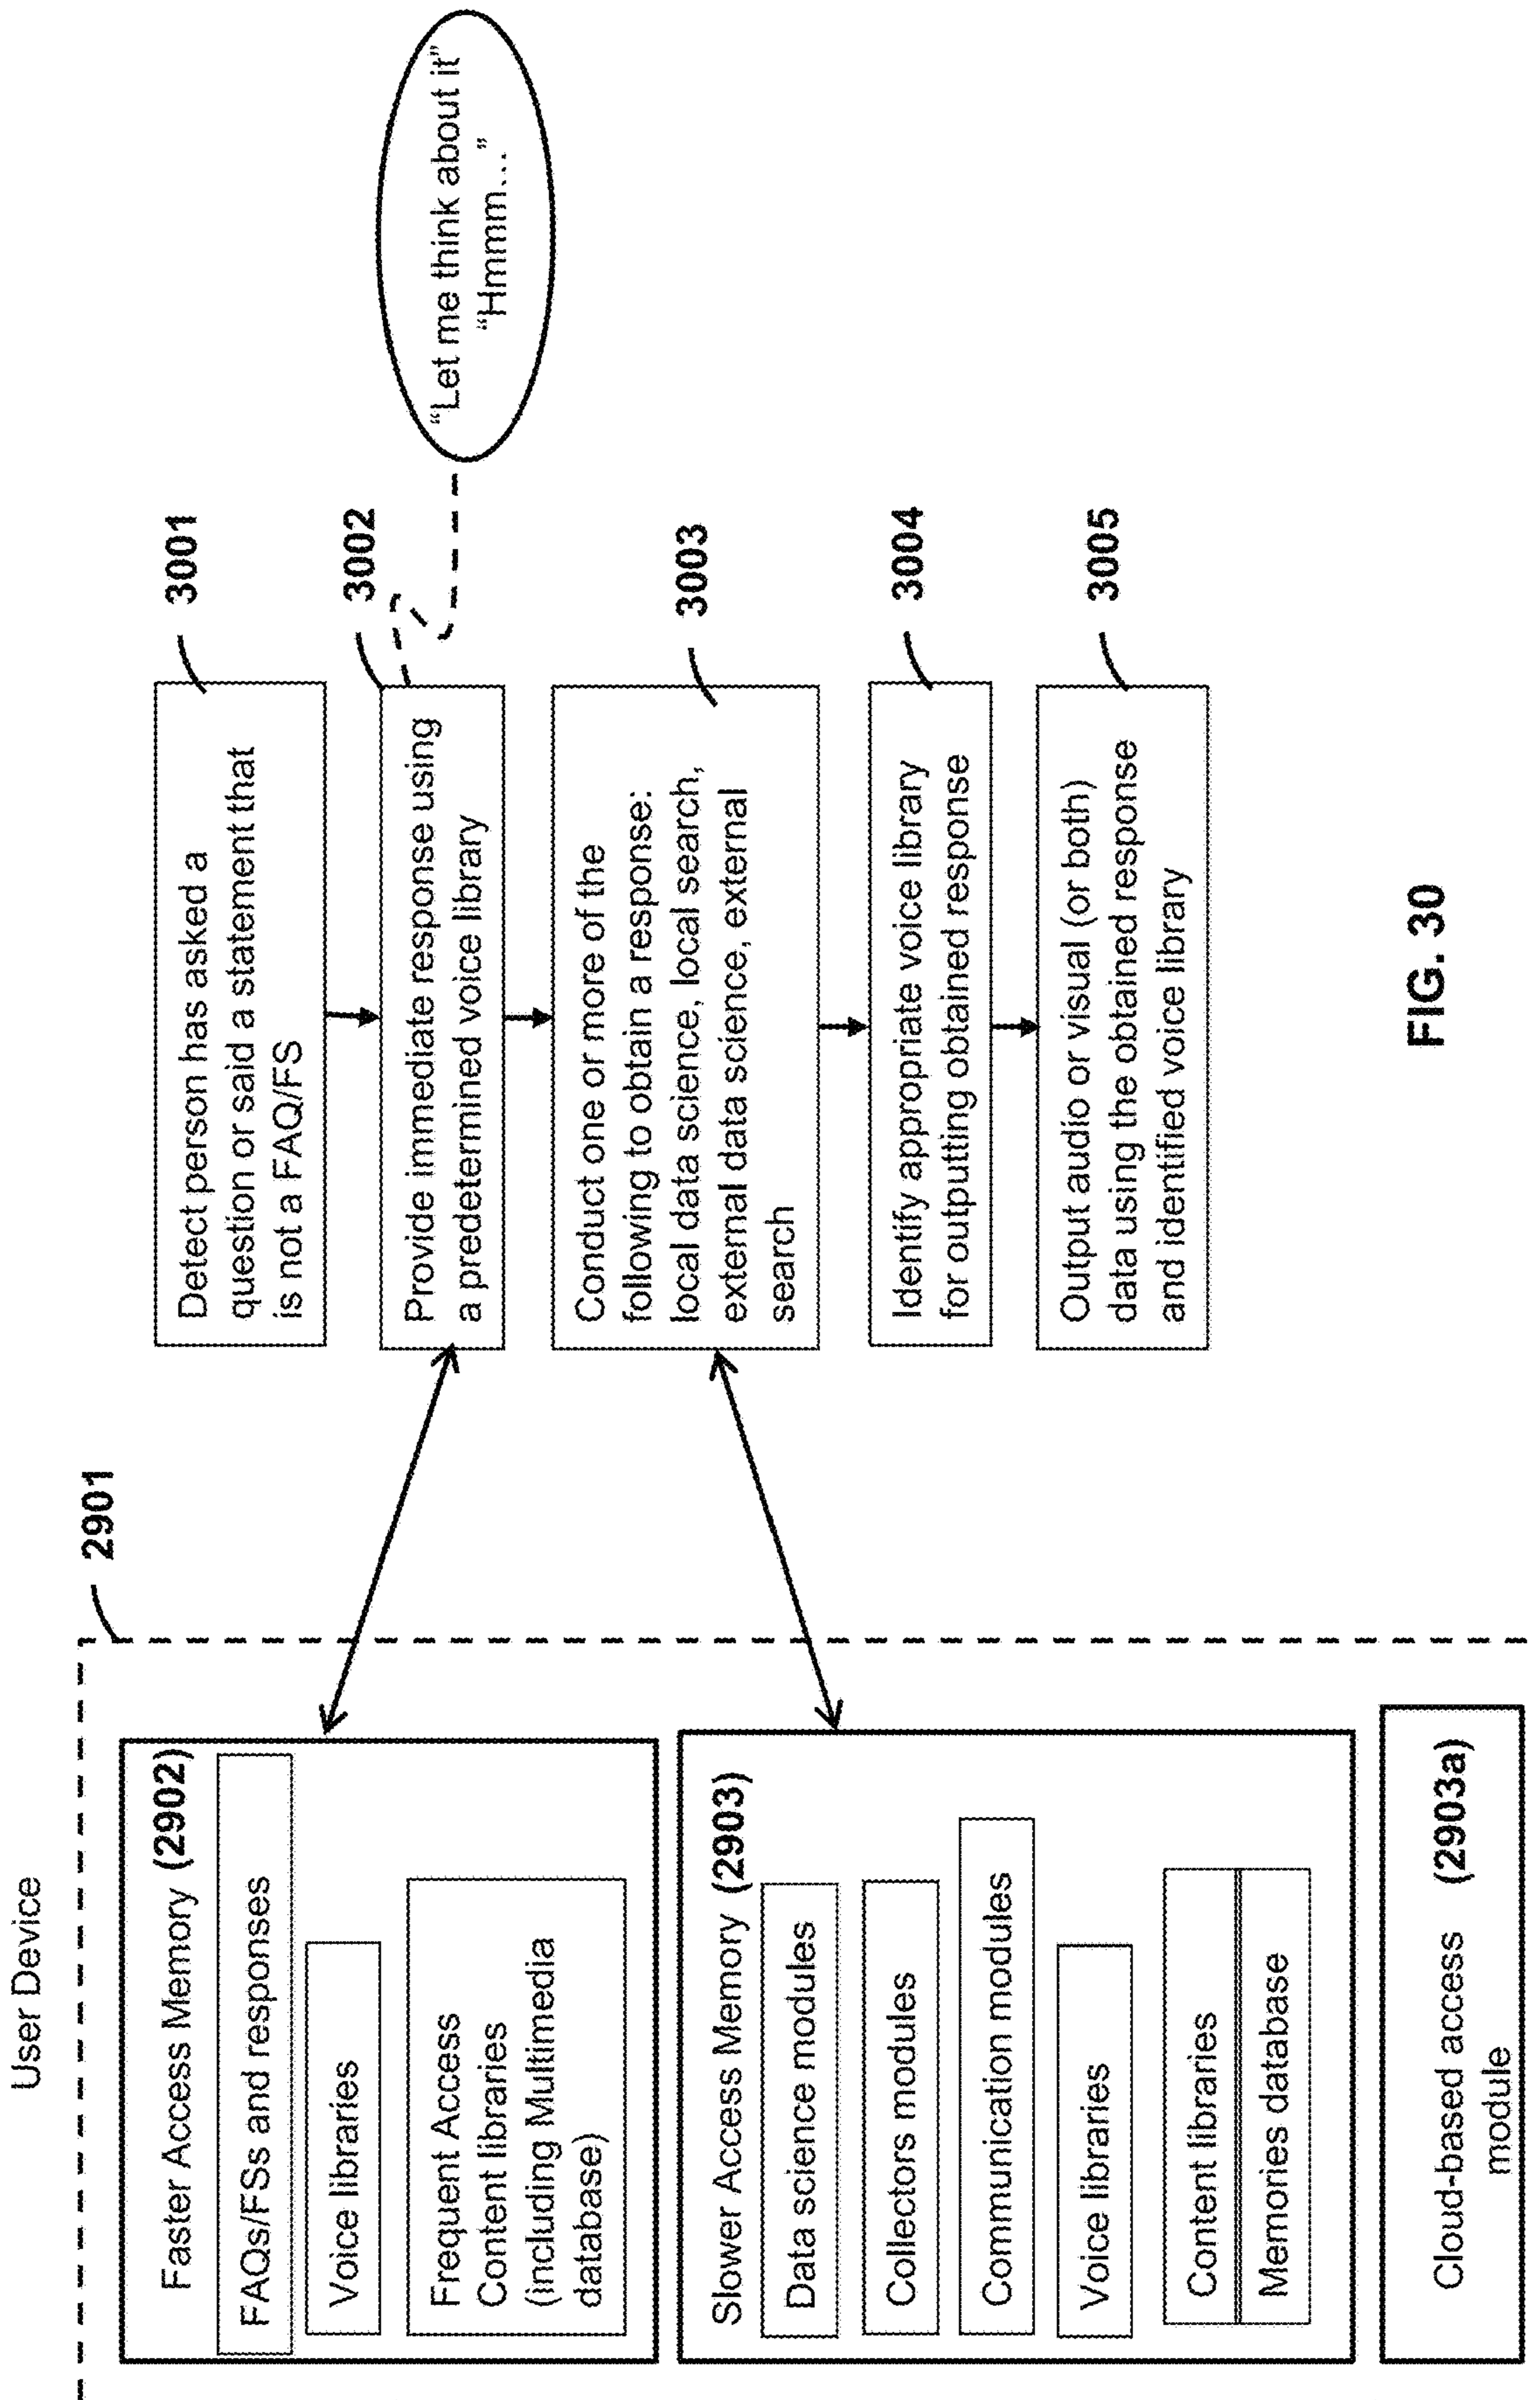 User Device
2901
Faster Access Memory (2902)
FAQs/FSs and responses
Voice libraries
Frequent Access
Content libraries
(including Multimedia
database)
Slower Access Memory (2903)
Data science modules
Collectors modules
Communication modules
Voice libraries
Content libraries
Memories database
Cloud-based access (2903a)
module
3001
Detect person has asked a
question or said a statement that
is not a FAQ/FS
3002
Provide immediate response using
a predetermined voice library
“Let me think about it”
“Hmmm…”
3003
Conduct one or more of the
following to obtain a response:
local data science, local search,
external data science, external
search
3004
Identify appropriate voice library
for outputting obtained response
3005
Output audio or visual (or both)
data using the obtained response
and identified voice library
FIG. 30